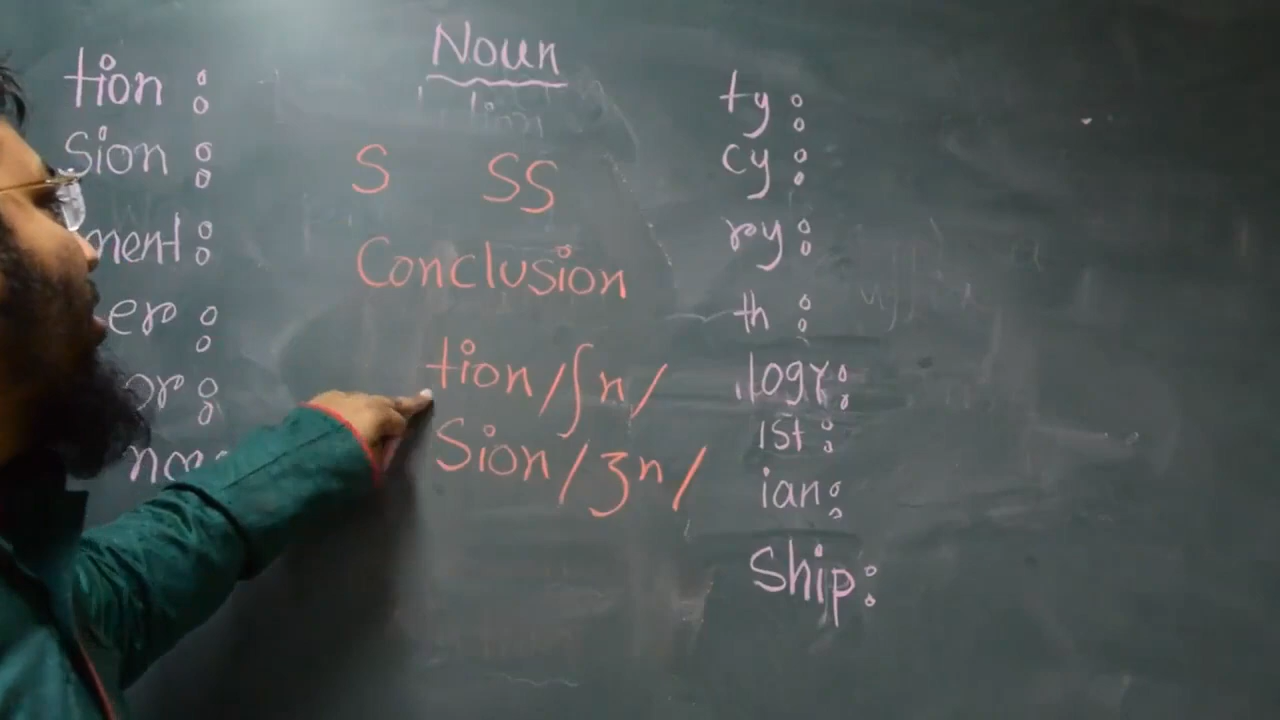 Noun
tion :
sion :
ment :
er :
or :
S SS
Conclusion
tion /ʃn/
Sion /ʒn/
ty :
cy :
ry :
th :
logy :
ist :
ian :
Ship :